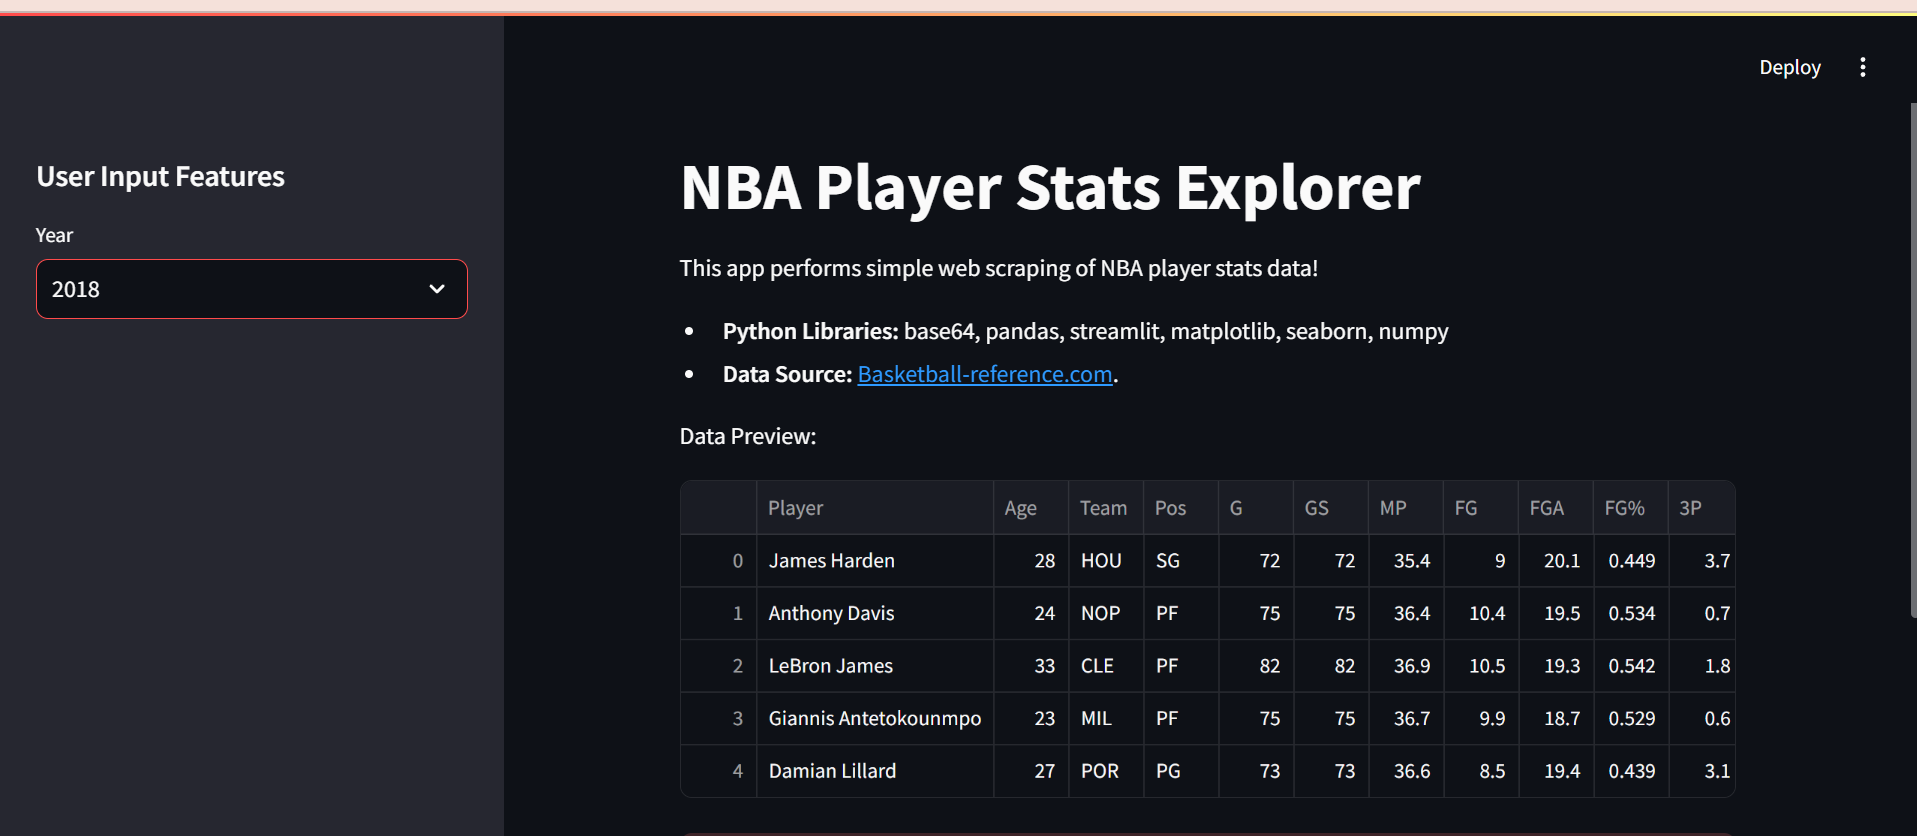 Deploy
User Input Features
Year
2018
NBA Player Stats Explorer
This app performs simple web scraping of NBA player stats data!
• Python Libraries: base64, pandas, streamlit, matplotlib, seaborn, numpy
• Data Source: Basketball-reference.com.
Data Preview:
Player Age Team Pos G GS MP FG FGA FG% 3P
0 James Harden 28 HOU SG 72 72 35.4 9 20.1 0.449 3.7
1 Anthony Davis 24 NOP PF 75 75 36.4 10.4 19.5 0.534 0.7
2 LeBron James 33 CLE PF 82 82 36.9 10.5 19.3 0.542 1.8
3 Giannis Antetokounmpo 23 MIL PF 75 75 36.7 9.9 18.7 0.529 0.6
4 Damian Lillard 27 POR PG 73 73 36.6 8.5 19.4 0.439 3.1